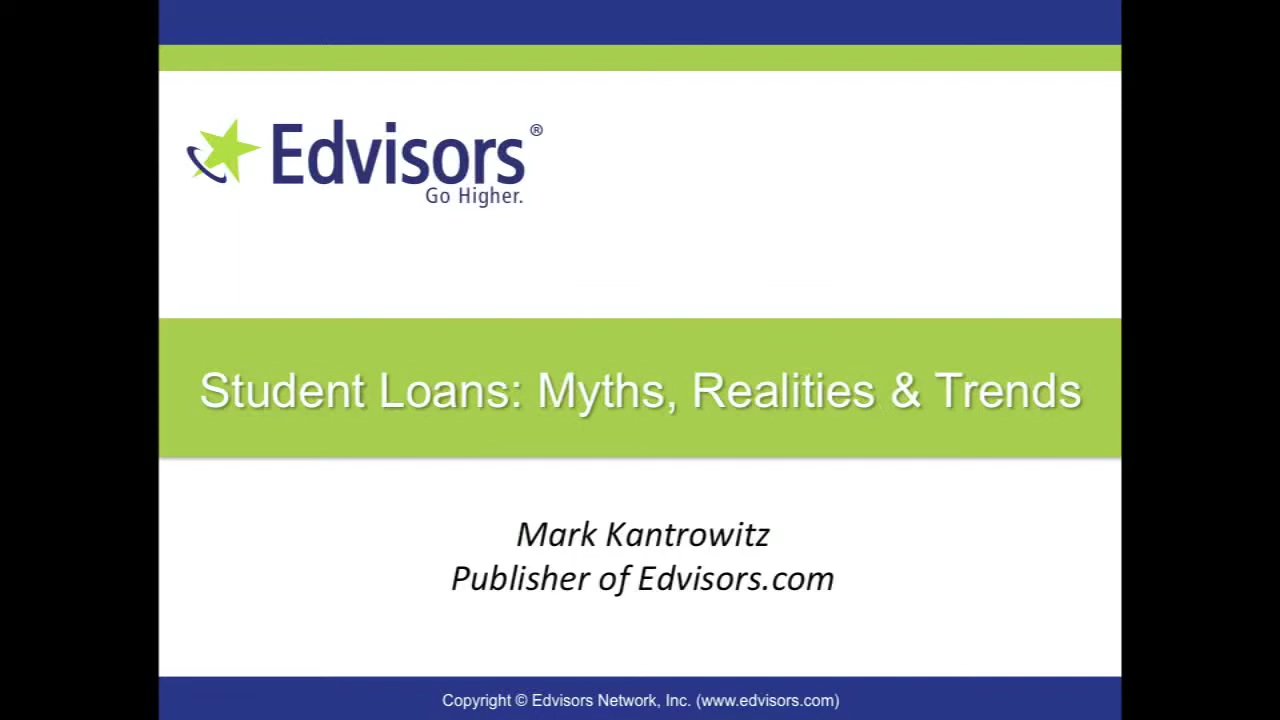 Edvisors®
Go Higher.
Student Loans: Myths, Realities & Trends
Mark Kantrowitz
Publisher of Edvisors.com
Copyright © Edvisors Network, Inc. (www.edvisors.com)